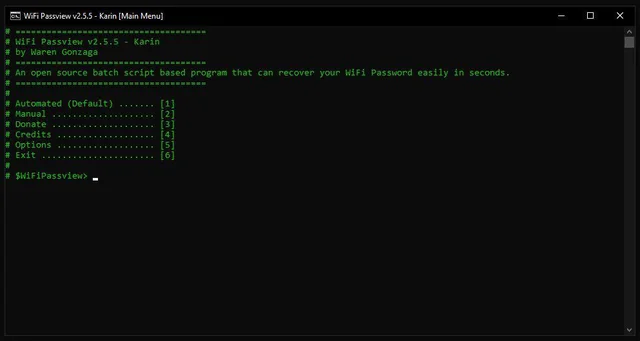 WiFi Passview v2.5.5 - Karin [Main Menu]
# =====================================
# WiFi Passview v2.5.5 - Karin
# by Waren Gonzaga
# =====================================
# An open source batch script based program that can recover your WiFi Password easily in seconds.
# =====================================
#
# Automated (Default) ....... [1]
# Manual .................... [2]
# Donate .................... [3]
# Credits ................... [4]
# Options ................... [5]
# Exit ...................... [6]
#
# $WiFiPassview>